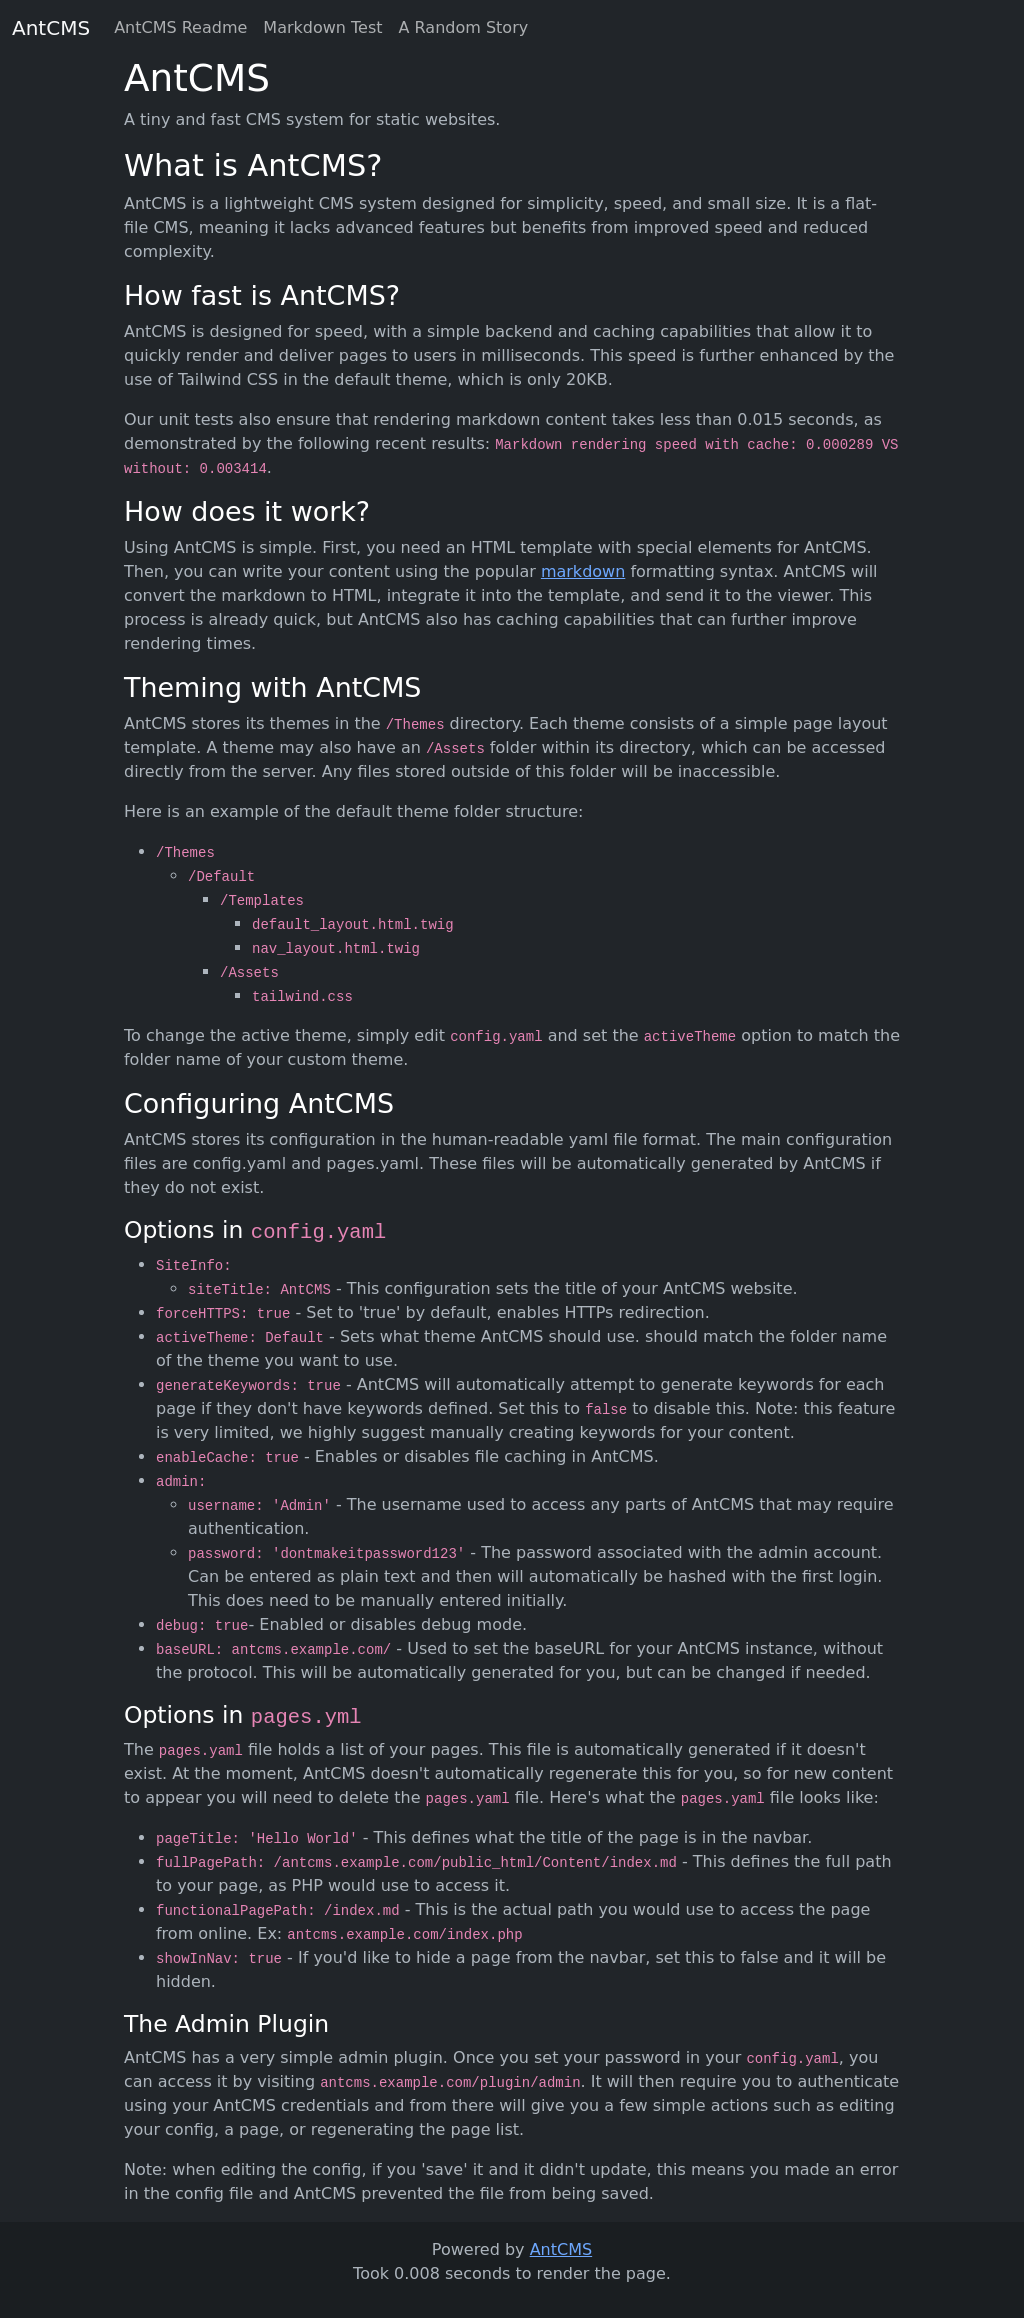 AntCMS AntCMS Readme Markdown Test A Random Story
AntCMS
A tiny and fast CMS system for static websites.
What is AntCMS?
AntCMS is a lightweight CMS system designed for simplicity, speed, and small size. It is a flat-
file CMS, meaning it lacks advanced features but benefits from improved speed and reduced
complexity.
How fast is AntCMS?
AntCMS is designed for speed, with a simple backend and caching capabilities that allow it to
quickly render and deliver pages to users in milliseconds. This speed is further enhanced by the
use of Tailwind CSS in the default theme, which is only 20KB.
Our unit tests also ensure that rendering markdown content takes less than 0.015 seconds, as
demonstrated by the following recent results: Markdown rendering speed with cache: 0.000289 VS
without: 0.003414.
How does it work?
Using AntCMS is simple. First, you need an HTML template with special elements for AntCMS.
Then, you can write your content using the popular markdown formatting syntax. AntCMS will
convert the markdown to HTML, integrate it into the template, and send it to the viewer. This
process is already quick, but AntCMS also has caching capabilities that can further improve
rendering times.
Theming with AntCMS
AntCMS stores its themes in the /Themes directory. Each theme consists of a simple page layout
template. A theme may also have an /Assets folder within its directory, which can be accessed
directly from the server. Any files stored outside of this folder will be inaccessible.
Here is an example of the default theme folder structure:
/Themes
/Default
/Templates
default_layout.html.twig
nav_layout.html.twig
/Assets
tailwind.css
To change the active theme, simply edit config.yaml and set the activeTheme option to match the
folder name of your custom theme.
Configuring AntCMS
AntCMS stores its configuration in the human-readable yaml file format. The main configuration
files are config.yaml and pages.yaml. These files will be automatically generated by AntCMS if
they do not exist.
Options in config.yaml
SiteInfo:
siteTitle: AntCMS - This configuration sets the title of your AntCMS website.
forceHTTPS: true - Set to 'true' by default, enables HTTPs redirection.
activeTheme: Default - Sets what theme AntCMS should use. should match the folder name
of the theme you want to use.
generateKeywords: true - AntCMS will automatically attempt to generate keywords for each
page if they don't have keywords defined. Set this to false to disable this. Note: this feature
is very limited, we highly suggest manually creating keywords for your content.
enableCache: true - Enables or disables file caching in AntCMS.
admin:
username: 'Admin' - The username used to access any parts of AntCMS that may require
authentication.
password: 'dontmakeitpassword123' - The password associated with the admin account.
Can be entered as plain text and then will automatically be hashed with the first login.
This does need to be manually entered initially.
debug: true- Enabled or disables debug mode.
baseURL: antcms.example.com/ - Used to set the baseURL for your AntCMS instance, without
the protocol. This will be automatically generated for you, but can be changed if needed.
Options in pages.yml
The pages.yaml file holds a list of your pages. This file is automatically generated if it doesn't
exist. At the moment, AntCMS doesn't automatically regenerate this for you, so for new content
to appear you will need to delete the pages.yaml file. Here's what the pages.yaml file looks like:
pageTitle: 'Hello World' - This defines what the title of the page is in the navbar.
fullPagePath: /antcms.example.com/public_html/Content/index.md - This defines the full path
to your page, as PHP would use to access it.
functionalPagePath: /index.md - This is the actual path you would use to access the page
from online. Ex: antcms.example.com/index.php
showInNav: true - If you'd like to hide a page from the navbar, set this to false and it will be
hidden.
The Admin Plugin
AntCMS has a very simple admin plugin. Once you set your password in your config.yaml, you
can access it by visiting antcms.example.com/plugin/admin. It will then require you to authenticate
using your AntCMS credentials and from there will give you a few simple actions such as editing
your config, a page, or regenerating the page list.
Note: when editing the config, if you 'save' it and it didn't update, this means you made an error
in the config file and AntCMS prevented the file from being saved.
Powered by AntCMS
Took 0.008 seconds to render the page.